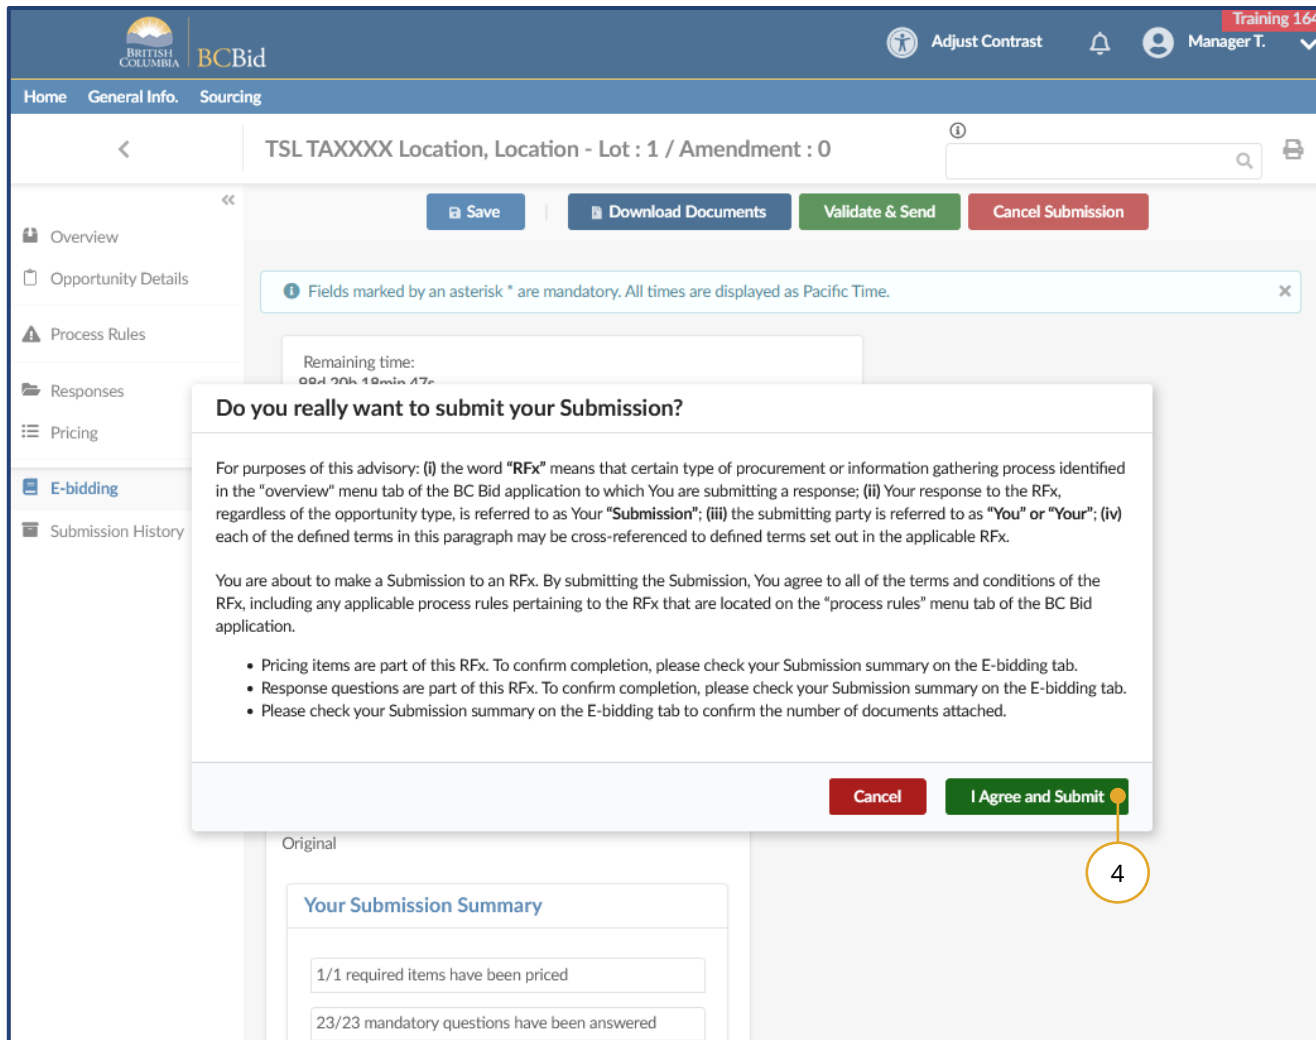 Training 164
BRITISH
COLUMBIA
BCBid
Adjust Contrast
Manager T.
Home General Info. Sourcing
TSL TAXXXX Location, Location - Lot : 1 / Amendment : 0
Save
Download Documents
Validate & Send
Cancel Submission
Overview
Opportunity Details
Process Rules
Responses
Pricing
E-bidding
Submission History
Fields marked by an asterisk * are mandatory. All times are displayed as Pacific Time.
Remaining time:
98d 20h 18min 47s
Do you really want to submit your Submission?
For purposes of this advisory: (i) the word “RFx” means that certain type of procurement or information gathering process identified
in the "overview" menu tab of the BC Bid application to which You are submitting a response; (ii) Your response to the RFx,
regardless of the opportunity type, is referred to as Your “Submission”; (iii) the submitting party is referred to as “You” or “Your”; (iv)
each of the defined terms in this paragraph may be cross-referenced to defined terms set out in the applicable RFx.
You are about to make a Submission to an RFx. By submitting the Submission, You agree to all of the terms and conditions of the
RFx, including any applicable process rules pertaining to the RFx that are located on the “process rules” menu tab of the BC Bid
application.
• Pricing items are part of this RFx. To confirm completion, please check your Submission summary on the E-bidding tab.
• Response questions are part of this RFx. To confirm completion, please check your Submission summary on the E-bidding tab.
• Please check your Submission summary on the E-bidding tab to confirm the number of documents attached.
Cancel
I Agree and Submit
4
Original
Your Submission Summary
1/1 required items have been priced
23/23 mandatory questions have been answered